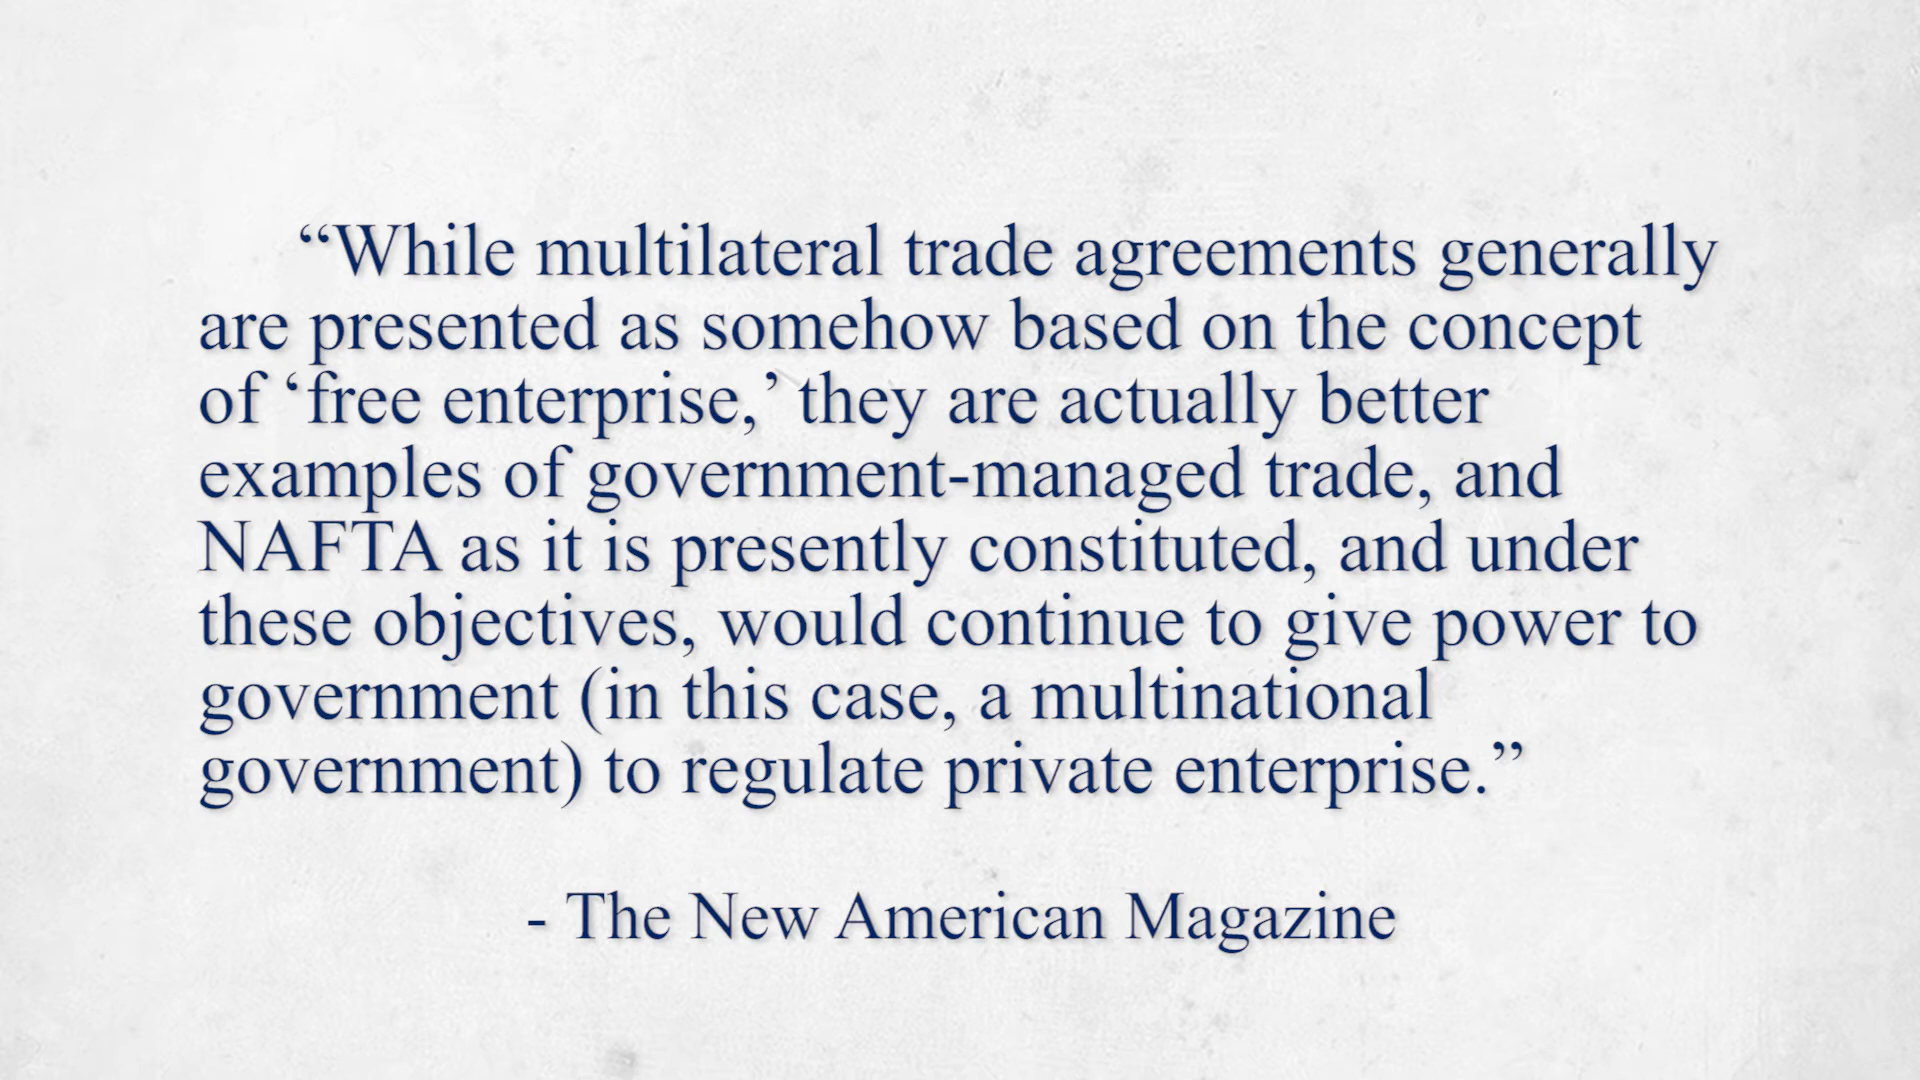 “While multilateral trade agreements generally
are presented as somehow based on the concept
of ‘free enterprise,’ they are actually better
examples of government-managed trade, and
NAFTA as it is presently constituted, and under
these objectives, would continue to give power to
government (in this case, a multinational
government) to regulate private enterprise.”
- The New American Magazine